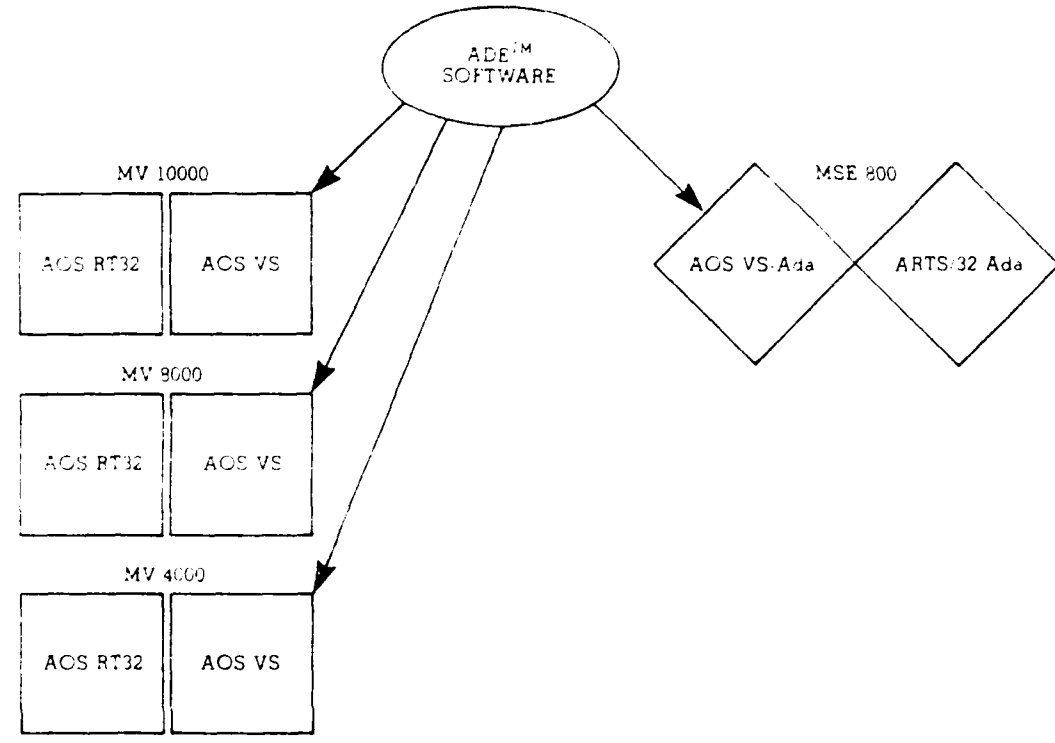 ADE™
SOFTWARE
MV 10000
MSE 800
AOS RT32
AOS VS
AOS VS/Ada
ARTS/32 Ada
MV 8000
AOS RT32
AOS VS
MV 4000
AOS RT32
AOS VS